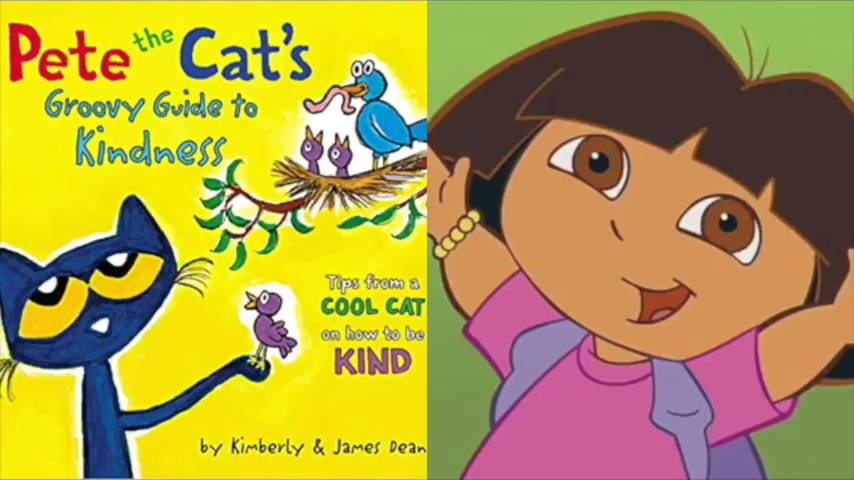 Pete the Cat's
Groovy Guide to
Kindness
Tips from a
COOL CAT
on how to be
KIND
by Kimberly & James Dean